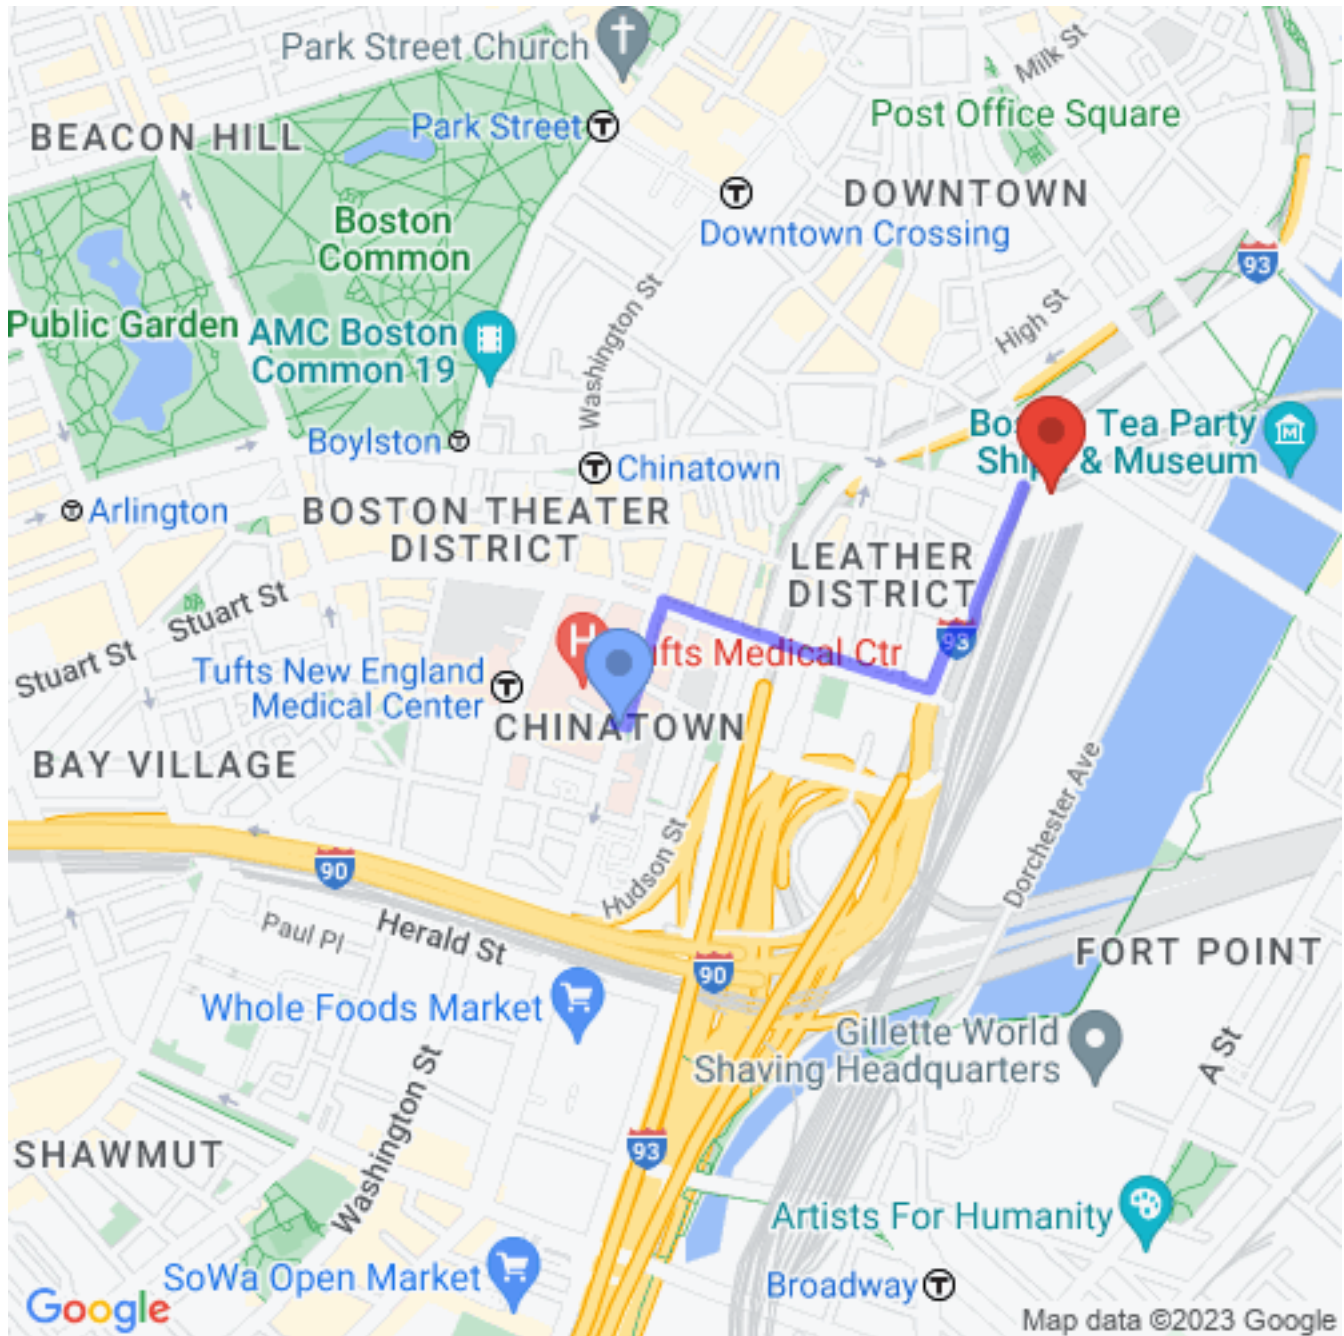 Park Street Church
Milk St
Post Office Square
Park Street
T
BEACON HILL
DOWNTOWN
T
Downtown Crossing
Boston
Common
93
Public Garden
AMC Boston
Common 19
Washington St
High St
Tea Party
& Museum
M
Boylston
T
T
Chinatown
T
Arlington
BOSTON THEATER
DISTRICT
LEATHER
DISTRICT
Stuart St
93
H
Medical Ctr
Stuart St
Tufts New England
Medical Center
T
CHINATOWN
BAY VILLAGE
Dorchester Ave
Hudson St
90
Paul Pl
Herald St
FORT POINT
90
Whole Foods Market
Gillette World
Shaving Headquarters
A St
Washington St
SHAWMUT
93
Artists For Humanity
SoWa Open Market
Broadway
T
Google
Map data ©2023 Google